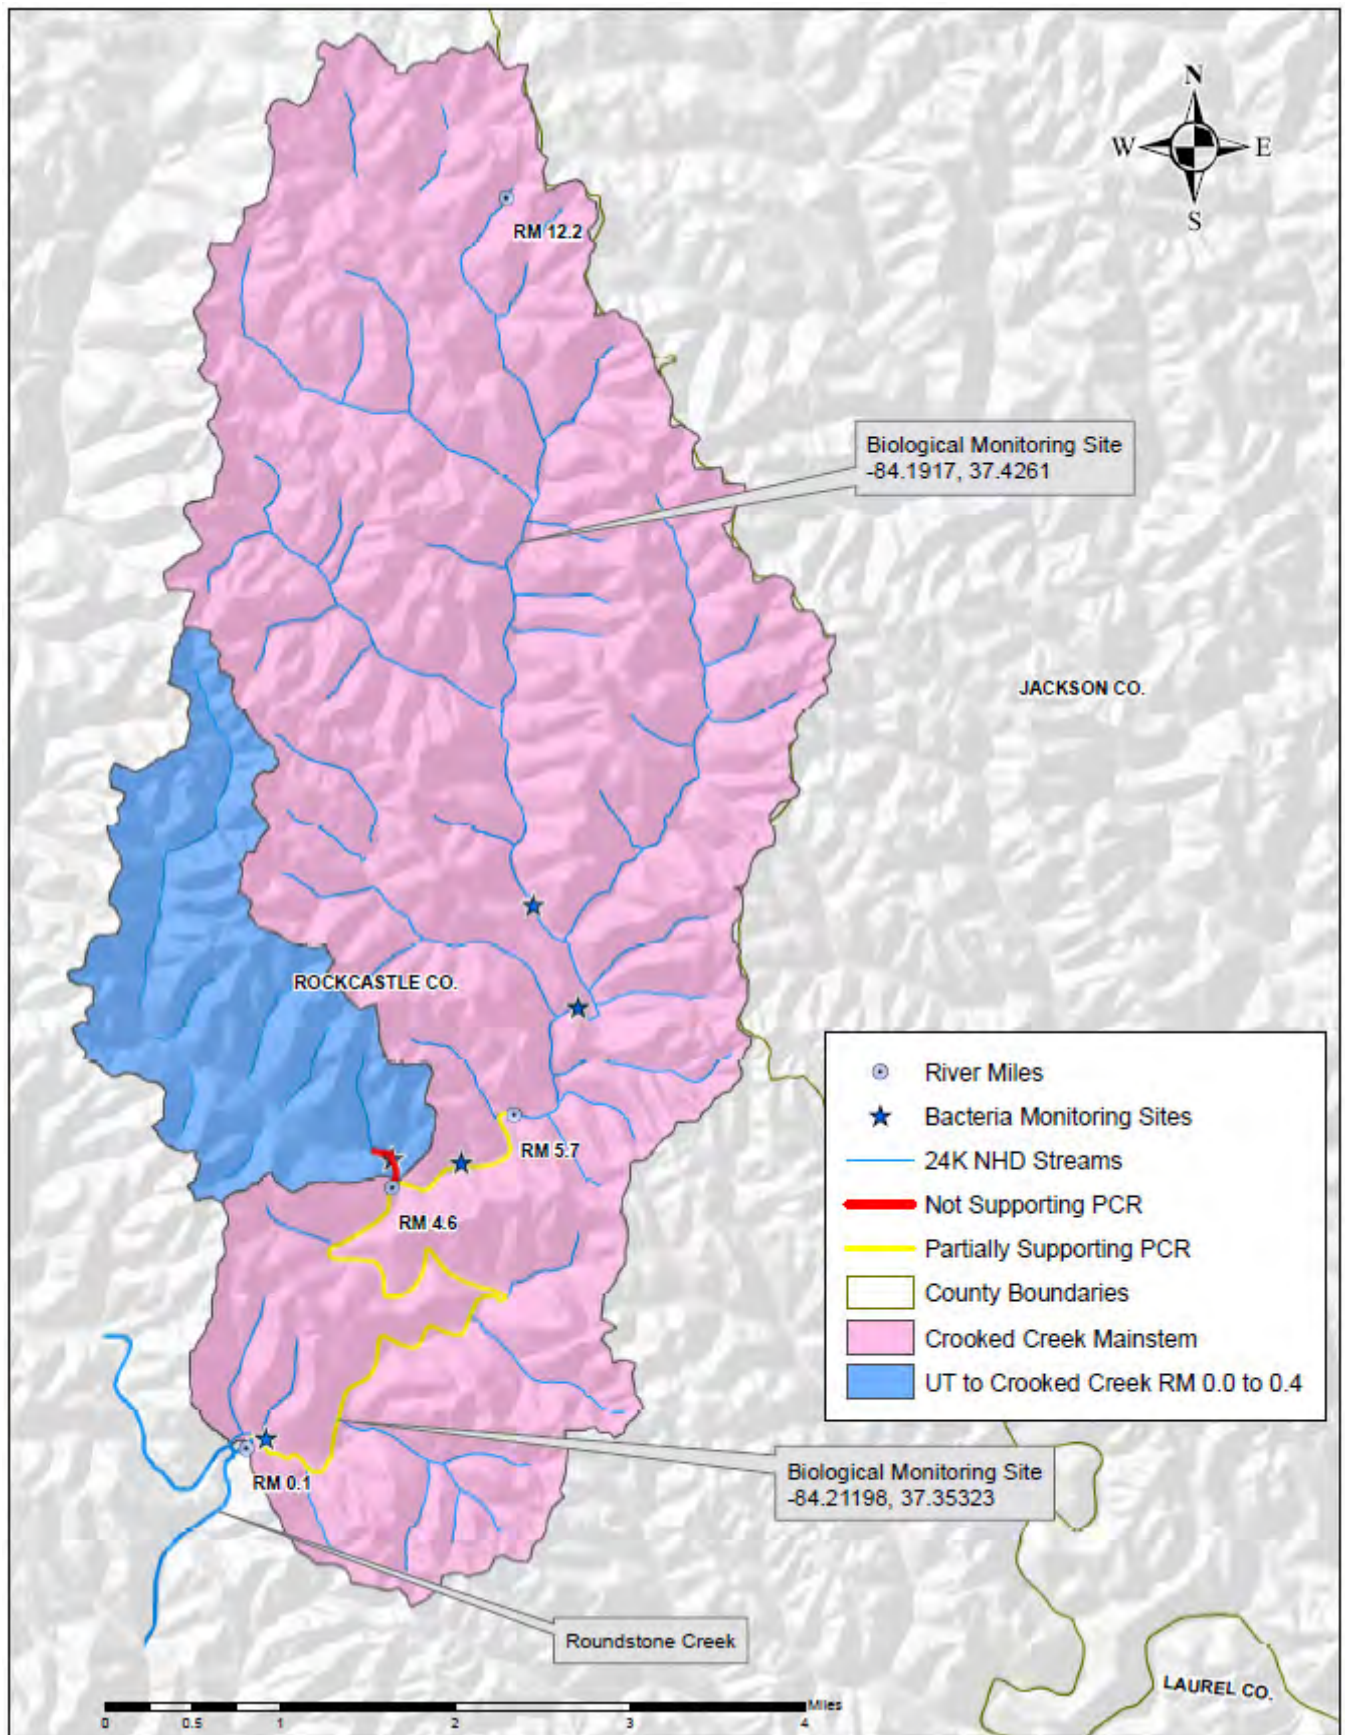 N
W
E
S
RM 12.2
Biological Monitoring Site
-84.1917, 37.4261
JACKSON CO.
ROCKCASTLE CO.
RM 5.7
RM 4.6
RM 0.1
River Miles
Bacteria Monitoring Sites
24K NHD Streams
Not Supporting PCR
Partially Supporting PCR
County Boundaries
Crooked Creek Mainstem
UT to Crooked Creek RM 0.0 to 0.4
Biological Monitoring Site
-84.21198, 37.35323
Roundstone Creek
LAUREL CO.
Miles
0 0.5 1 2 3 4